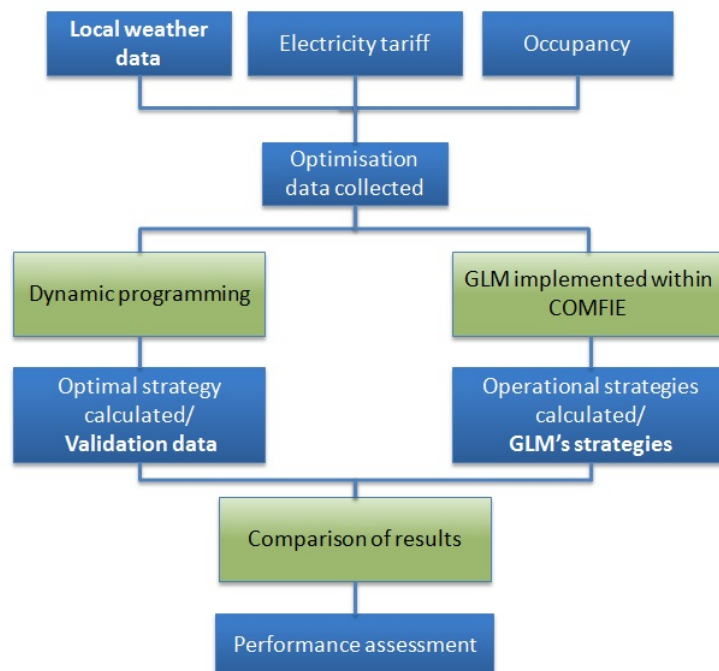 Local weather
data
Electricity tariff
Occupancy
Optimisation
data collected
Dynamic programming
GLM implemented within
COMFIE
Optimal strategy
calculated/
Validation data
Operational strategies
calculated/
GLM's strategies
Comparison of results
Performance assessment